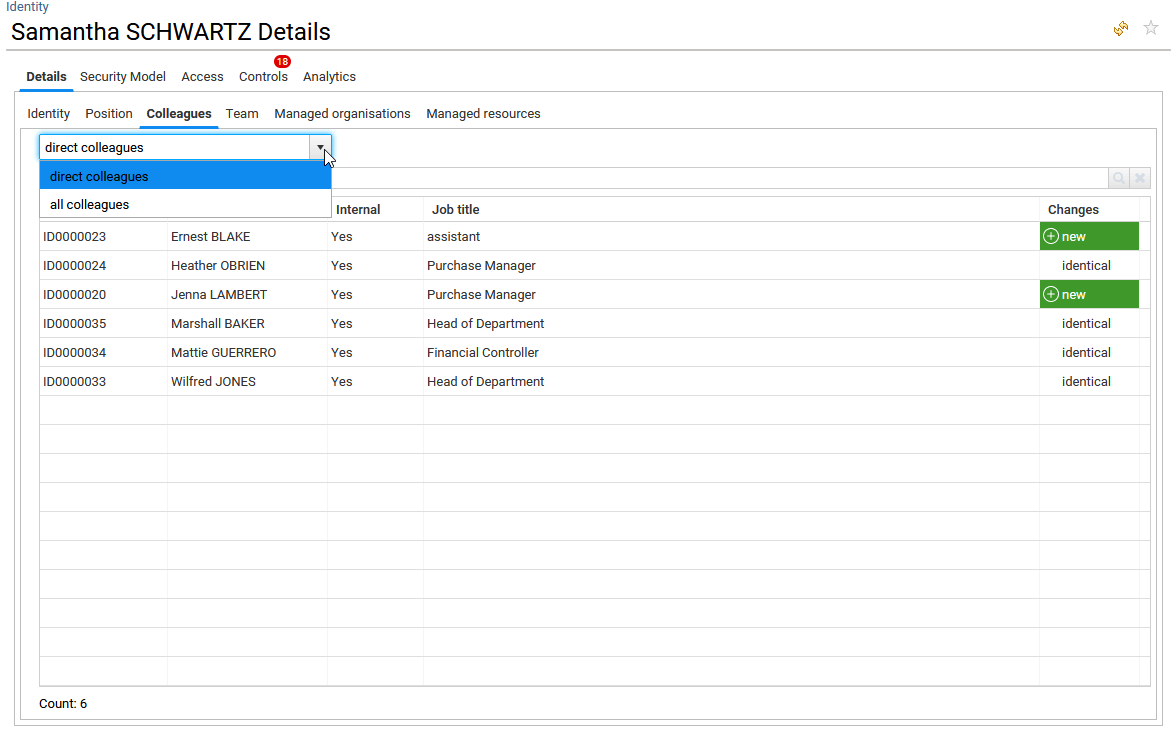 Identity
Samantha SCHWARTZ Details
18
Details Security Model Access Controls Analytics
Identity Position Colleagues Team Managed organisations Managed resources
direct colleagues
direct colleagues
all colleagues
Internal Job title Changes
ID0000023 Ernest BLAKE Yes assistant new
ID0000024 Heather OBRIEN Yes Purchase Manager identical
ID0000020 Jenna LAMBERT Yes Purchase Manager new
ID0000035 Marshall BAKER Yes Head of Department identical
ID0000034 Mattie GUERRERO Yes Financial Controller identical
ID0000033 Wilfred JONES Yes Head of Department identical
Count: 6